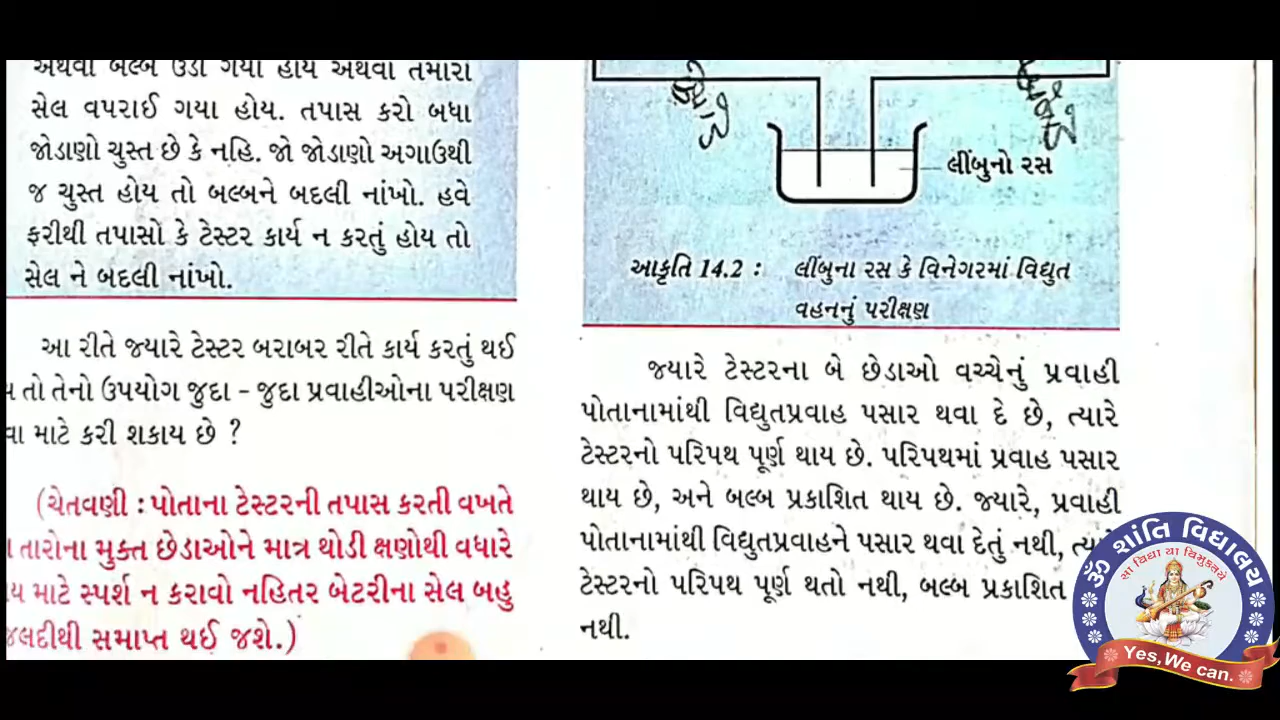 અથવા બલ્બ ઉડી ગયો હોય અથવા તમારા
સેલ વપરાઈ ગયા હોય. તપાસ કરો બધા
જોડાણો ચુસ્ત છે કે નહિ. જો જોડાણો અગાઉથી
જ ચુસ્ત હોય તો બલ્બને બદલી નાંખો. હવે
ફરીથી તપાસો કે ટેસ્ટર કાર્ય ન કરતું હોય તો
સેલ ને બદલી નાંખો.
આ રીતે જ્યારે ટેસ્ટર બરાબર રીતે કાર્ય કરતું થઈ
તો તેનો ઉપયોગ જુદા - જુદા પ્રવાહીઓના પરીક્ષણ
વા માટે કરી શકાય છે ?
(ચેતવણી : પોતાના ટેસ્ટરની તપાસ કરતી વખતે
તારોના મુક્ત છેડાઓને માત્ર થોડી ક્ષણોથી વધારે
માટે સ્પર્શ ન કરાવો નહિતર બેટરીના સેલ બહુ
જલદીથી સમાપ્ત થઈ જશે.)
લીંબુનો રસ
આકૃતિ 14.2 : લીંબુના રસ કે વિનેગરમાં વિદ્યુત
વહનનું પરીક્ષણ
જ્યારે ટેસ્ટરના બે છેડાઓ વચ્ચેનું પ્રવાહી
પોતાનામાંથી વિદ્યુતપ્રવાહ પસાર થવા દે છે, ત્યારે
ટેસ્ટરનો પરિપથ પૂર્ણ થાય છે. પરિપથમાં પ્રવાહ પસાર
થાય છે, અને બલ્બ પ્રકાશિત થાય છે. જ્યારે, પ્રવાહી
પોતાનામાંથી વિદ્યુતપ્રવાહને પસાર થવા દેતું નથી,
ટેસ્ટરનો પરિપથ પૂર્ણ થતો નથી, બલ્બ પ્રકાશિત
નથી.
ૐ શાંતિ વિદ્યાલય
સા વિદ્યા યા વિમુક્તયે
Yes, We can.